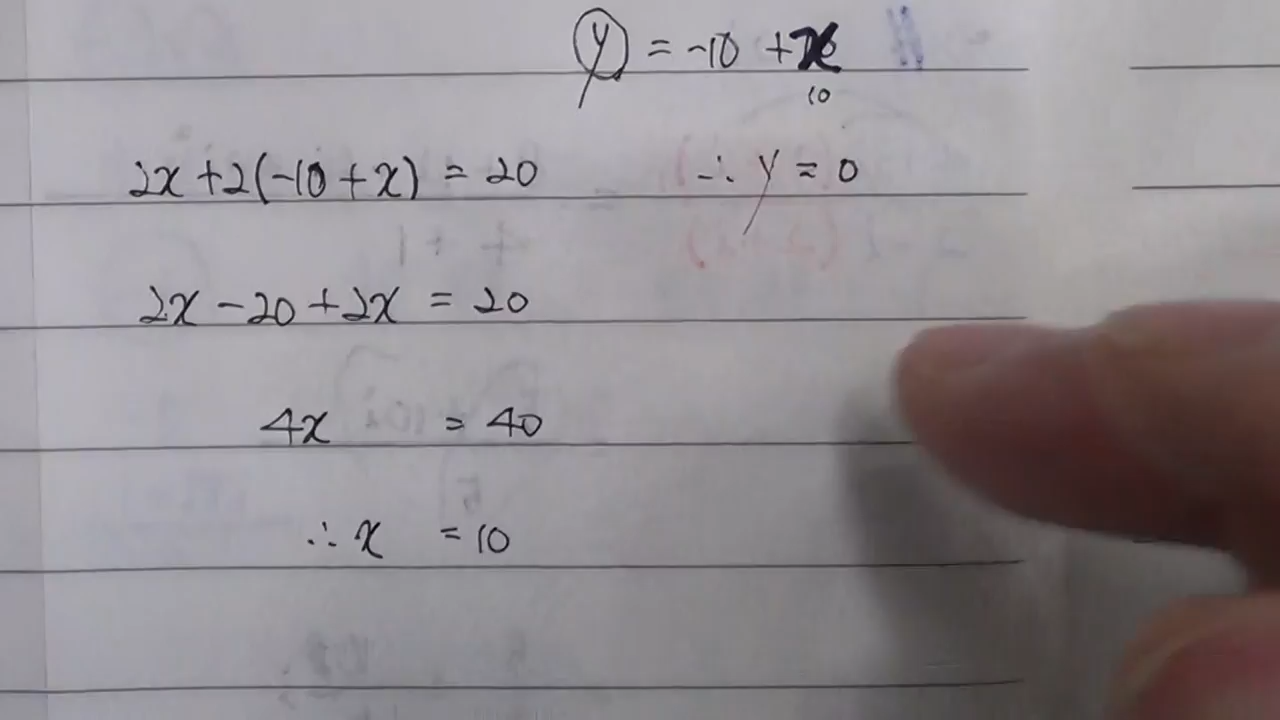 y = -10 + x
10
2x + 2(-10 + x) = 20
∴ y = 0
2x - 20 + 2x = 20
4x = 40
∴ x = 10